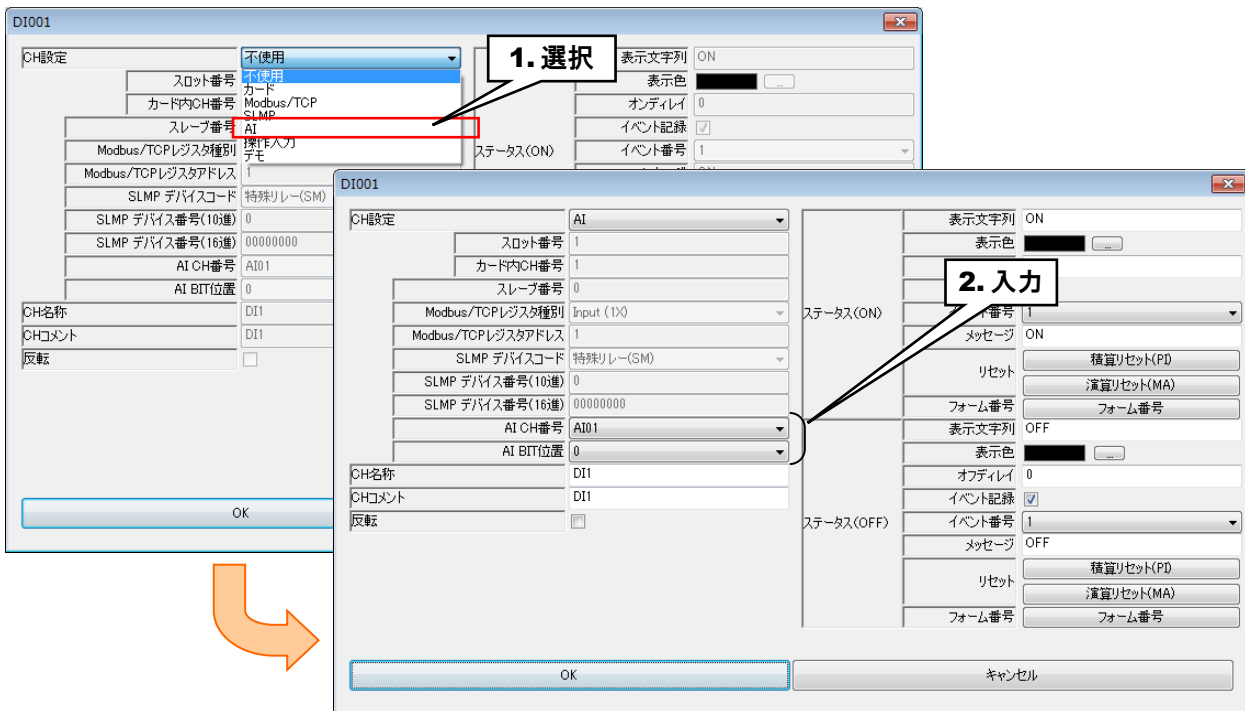 DI001
CH設定
不使用
不使用
カード
Modbus/TCP
SLMP
AI
操作入力
デモ
スロット番号
カード内CH番号
スレーブ番号
Modbus/TCPレジスタ種別
Modbus/TCPレジスタアドレス 1
SLMP デバイスコード 特殊リレー(SM)
SLMP デバイス番号(10進) 0
SLMP デバイス番号(16進) 00000000
AI CH番号 AI01
AI BIT位置 0
CH名称 DI1
CHコメント DI1
反転
OK
1. 選択
ステータス(ON)
表示文字列 ON
表示色 ...
オンディレイ 0
イベント記録
イベント番号 1
DI001
CH設定 AI
スロット番号 1
カード内CH番号 1
スレーブ番号 0
Modbus/TCPレジスタ種別 Input (1X)
Modbus/TCPレジスタアドレス 1
SLMP デバイスコード 特殊リレー(SM)
SLMP デバイス番号(10進) 0
SLMP デバイス番号(16進) 00000000
AI CH番号 AI01
AI BIT位置 0
CH名称 DI1
CHコメント DI1
反転
2. 入力
ステータス(ON)
表示文字列 ON
表示色 ...
番号 1
メッセージ ON
リセット
積算リセット(PI)
演算リセット(MA)
フォーム番号 フォーム番号
ステータス(OFF)
表示文字列 OFF
表示色 ...
オフディレイ 0
イベント記録
イベント番号 1
メッセージ OFF
リセット
積算リセット(PI)
演算リセット(MA)
フォーム番号 フォーム番号
OK
キャンセル